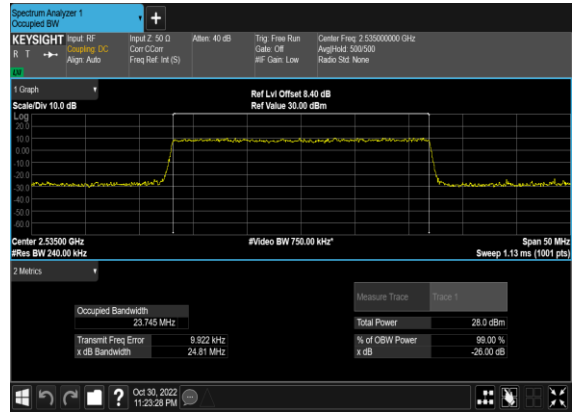 Spectrum Analyzer 1
Occupied BW
+
KEYSIGHT Input: RF Input Z: 50 Ω Atten: 40 dB Trig: Free Run Center Freq: 2.535000000 GHz
R T Coupling: DC Corr CCorr Gate: Off Avg|Hold: 500/500
Align: Auto Freq Ref: Int (S) #IF Gain: Low Radio Std: None
1 Graph
Ref Lvl Offset 8.40 dB
Scale/Div 10.0 dB Ref Value 30.00 dBm
Log
20.0
10.0
0.00
-10.0
-20.0
-30.0
-40.0
-50.0
-60.0
Center 2.53500 GHz #Video BW 750.00 kHz* Span 50 MHz
#Res BW 240.00 kHz Sweep 1.13 ms (1001 pts)
2 Metrics
Measure Trace Trace 1
Occupied Bandwidth
23.745 MHz Total Power 28.0 dBm
Transmit Freq Error 9.922 kHz % of OBW Power 99.00 %
x dB Bandwidth 24.81 MHz x dB -26.00 dB
? Oct 30, 2022
11:23:28 PM